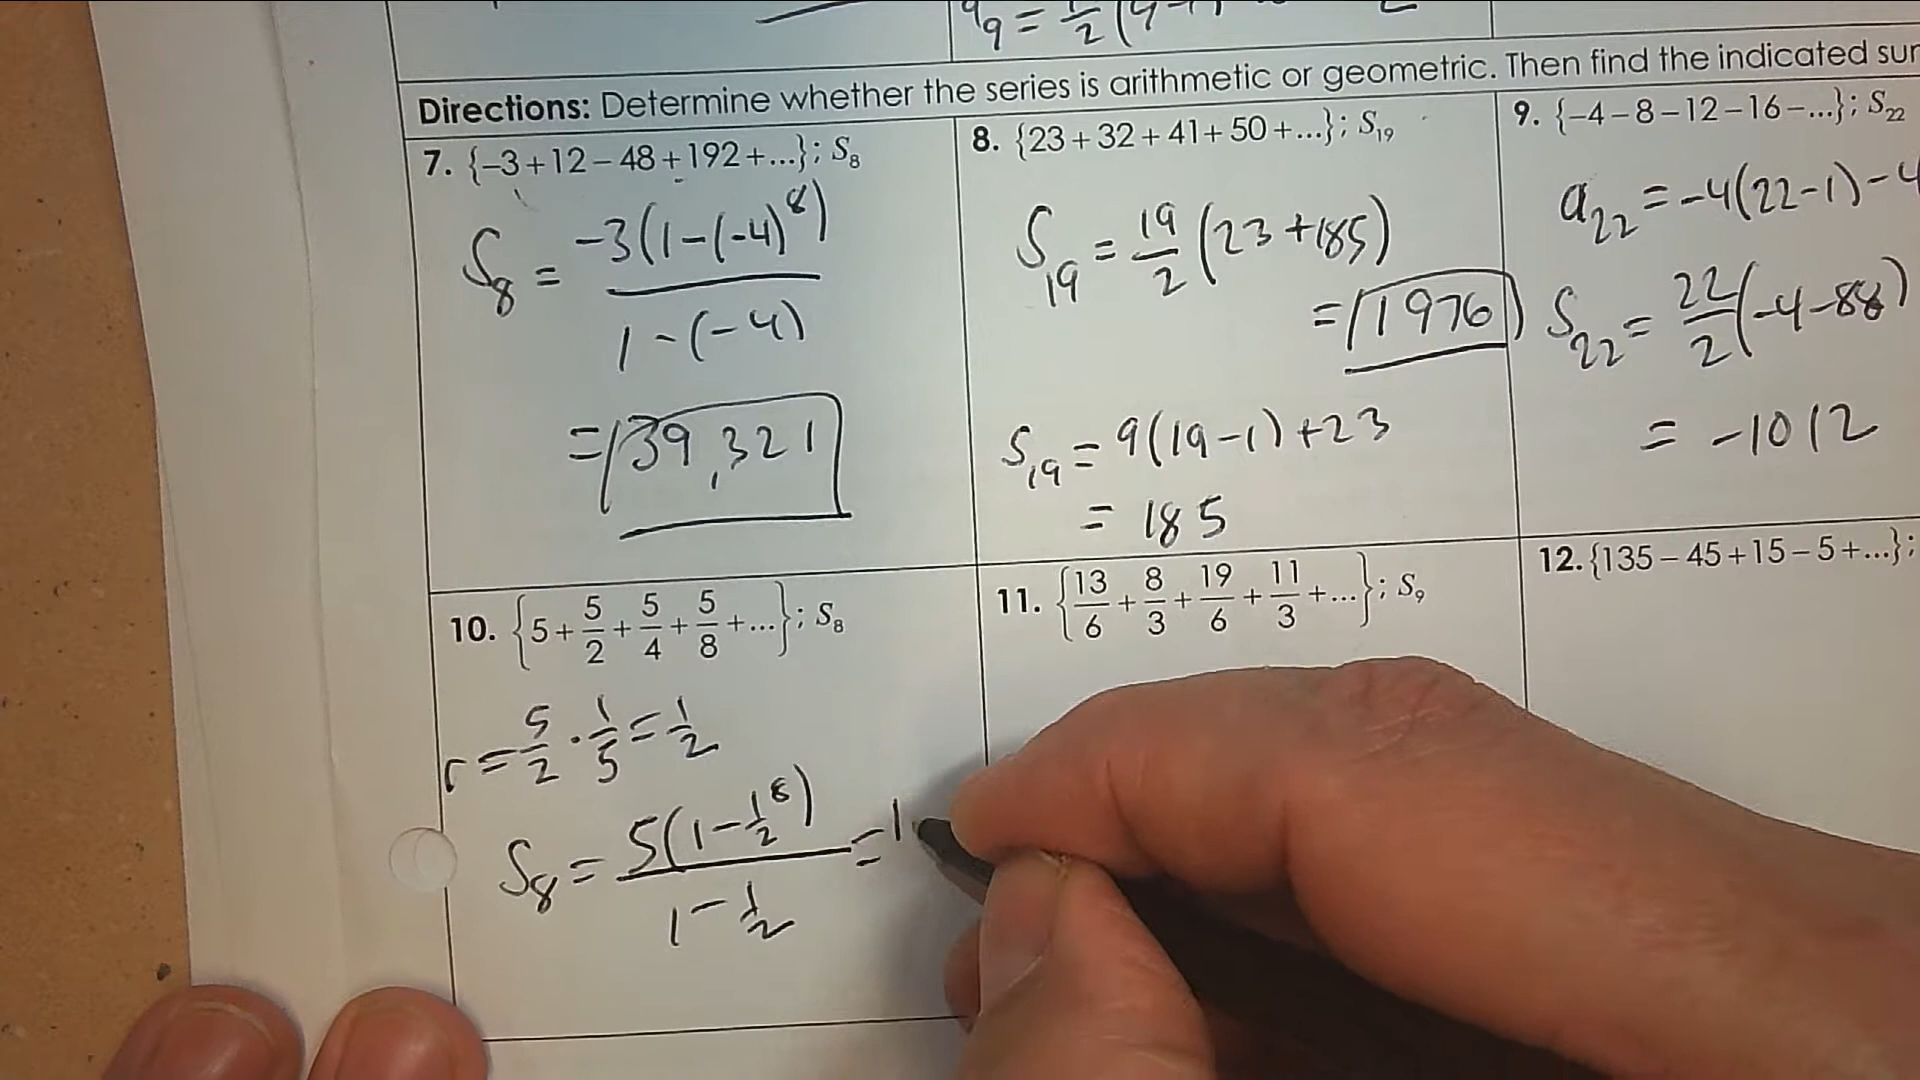 9 = 1/2 (
Directions: Determine whether the series is arithmetic or geometric. Then find the indicated sur
7. {–3+12–48+192+...}; S₈
S₈ = −3(1−(−4)⁸) / 1−(−4)
= 39,321
8. {23+32+41+50+...}; S₁₉
S₁₉ = 19/2 (23+185)
= 1976
S₁₉ = 9(19−1)+23
= 185
9. {–4–8–12–16–...}; S₂₂
a₂₂ = −4(22−1)−4
S₂₂ = 22/2 (−4−88)
= −1012
10. {5+5/2+5/4+5/8+...}; S₈
r = 5/2 · 1/5 = 1/2
S₈ = 5(1−1/2⁸) / 1−1/2 = 1
11. {13/6+8/3+19/6+11/3+...}; S₉
12. {135–45+15–5+...};